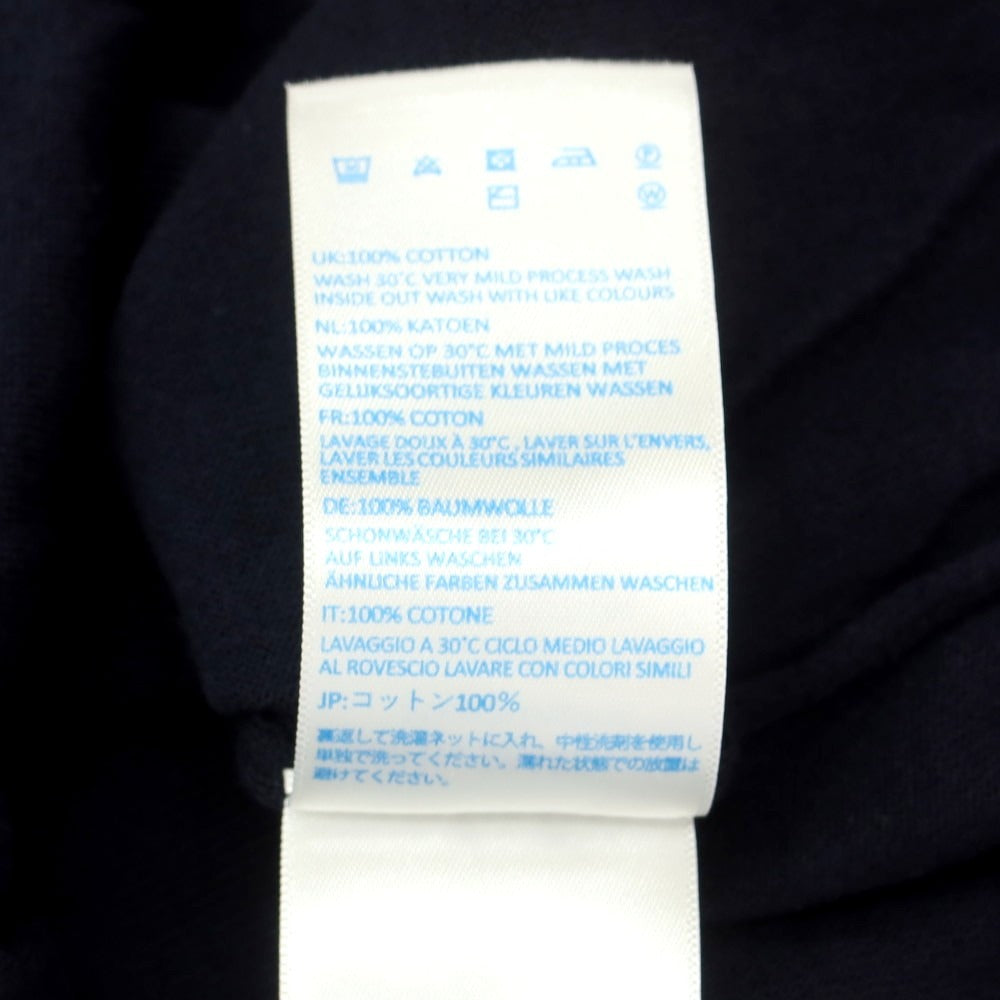 UK:100% COTTON
WASH 30°C VERY MILD PROCESS WASH
INSIDE OUT WASH WITH LIKE COLOURS
NL:100% KATOEN
WASSEN OP 30°C MET MILD PROCES
BINNENSTEBUITEN WASSEN MET
GELIJKSOORTIGE KLEUREN WASSEN
FR:100% COTON
LAVAGE DOUX À 30°C , LAVER SUR L'ENVERS,
LAVER LES COULEURS SIMILAIRES
ENSEMBLE
DE:100% BAUMWOLLE
SCHONWÄSCHE BEI 30°C
AUF LINKS WASCHEN
ÄHNLICHE FARBEN ZUSAMMEN WASCHEN
IT:100% COTONE
LAVAGGIO A 30°C CICLO MEDIO LAVAGGIO
AL ROVESCIO LAVARE CON COLORI SIMILI
JP:コットン100%
裏返して洗濯ネットに入れ、中性洗剤を使用し
単独で洗ってください。濡れた状態での放置は
避けてください。